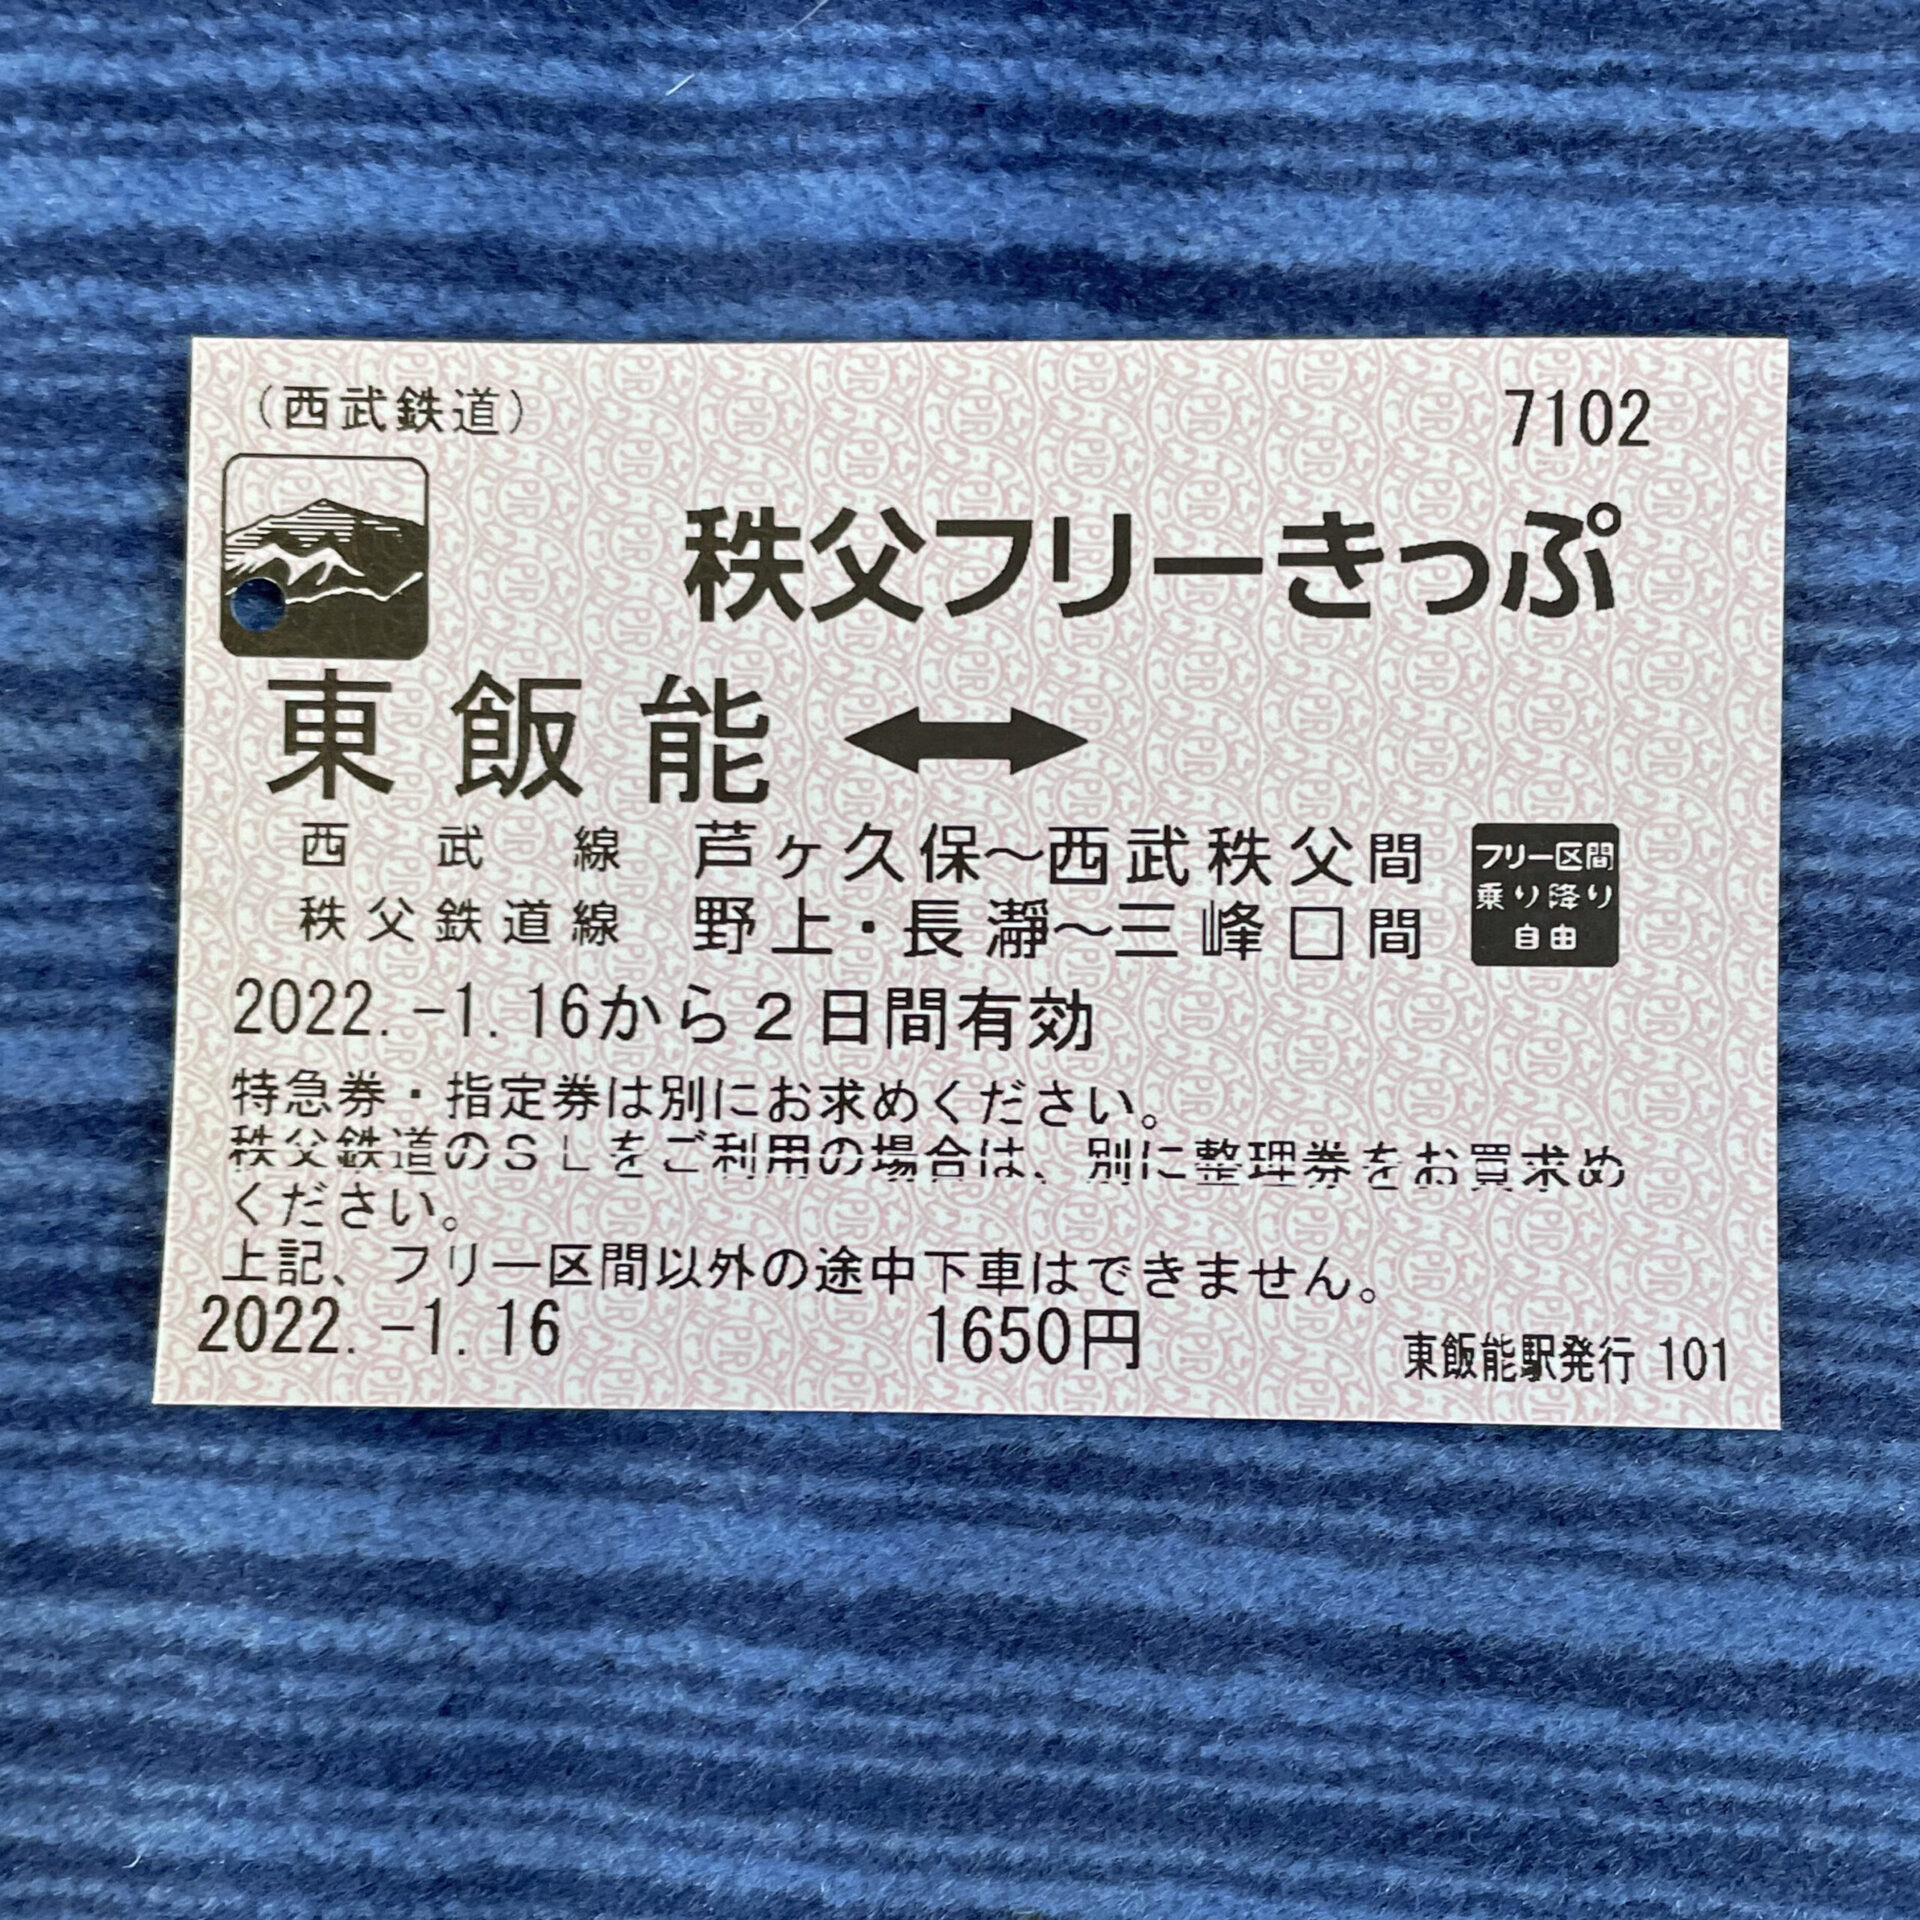 （西武鉄道）
7102
秩父フリーきっぷ
東飯能
西武線 芦ヶ久保～西武秩父間
秩父鉄道線 野上・長瀞～三峰口間
フリー区間
乗り降り
自由
2022.-1.16から2日間有効
特急券・指定券は別にお求めください。
秩父鉄道のＳＬをご利用の場合は、別に整理券をお買求め
ください。
上記、フリー区間以外の途中下車はできません。
2022.-1.16 1650円 東飯能駅発行 101